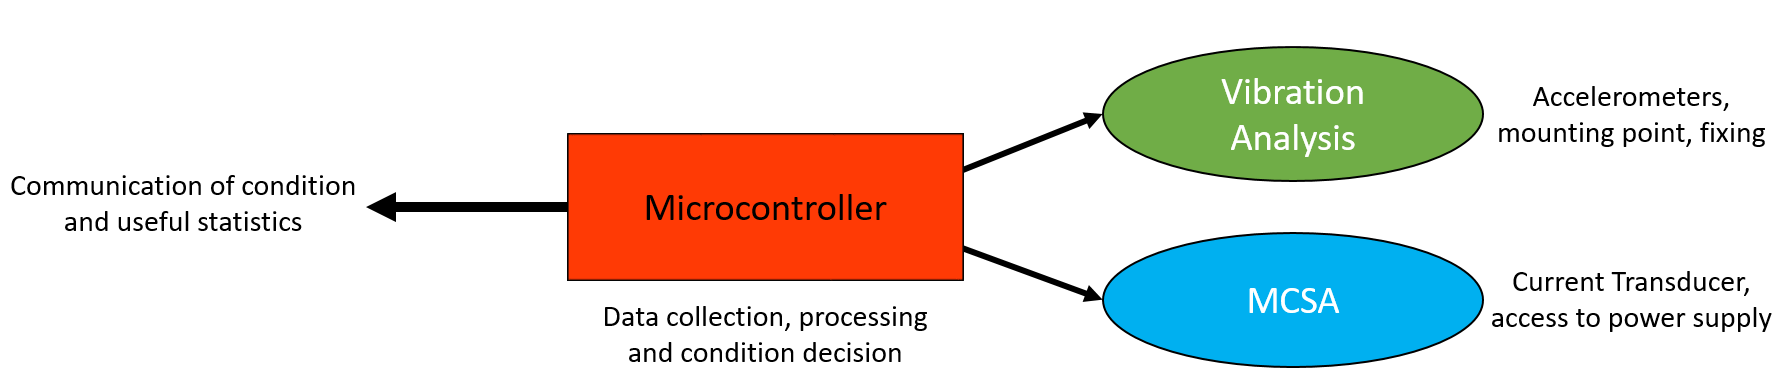 Communication of condition
and useful statistics
Microcontroller
Data collection, processing
and condition decision
Vibration
Analysis
Accelerometers,
mounting point, fixing
MCSA
Current Transducer,
access to power supply